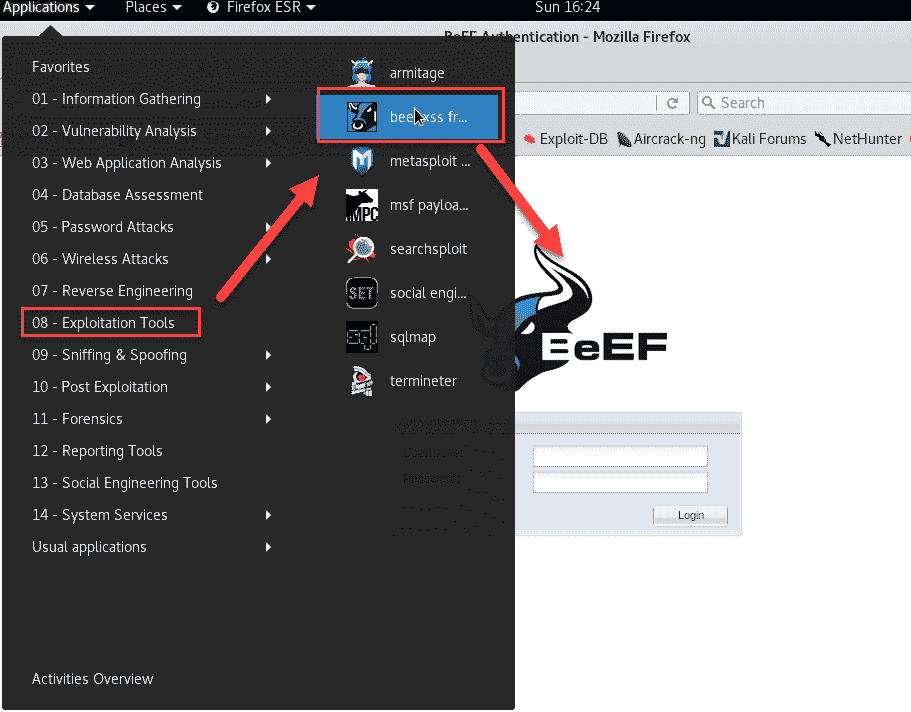 Applications Places Firefox ESR Sun 16:24
BeEF Authentication - Mozilla Firefox
Search
Exploit-DB Aircrack-ng Kali Forums NetHunter
Favorites
01 - Information Gathering
02 - Vulnerability Analysis
03 - Web Application Analysis
04 - Database Assessment
05 - Password Attacks
06 - Wireless Attacks
07 - Reverse Engineering
08 - Exploitation Tools
09 - Sniffing & Spoofing
10 - Post Exploitation
11 - Forensics
12 - Reporting Tools
13 - Social Engineering Tools
14 - System Services
Usual applications
Activities Overview
armitage
xss fr...
metasploit ...
MPC
msf payloa...
searchsploit
SET
social engi...
sql
sqlmap
termineter
BeEF
Authentication
Username:
Password:
Login